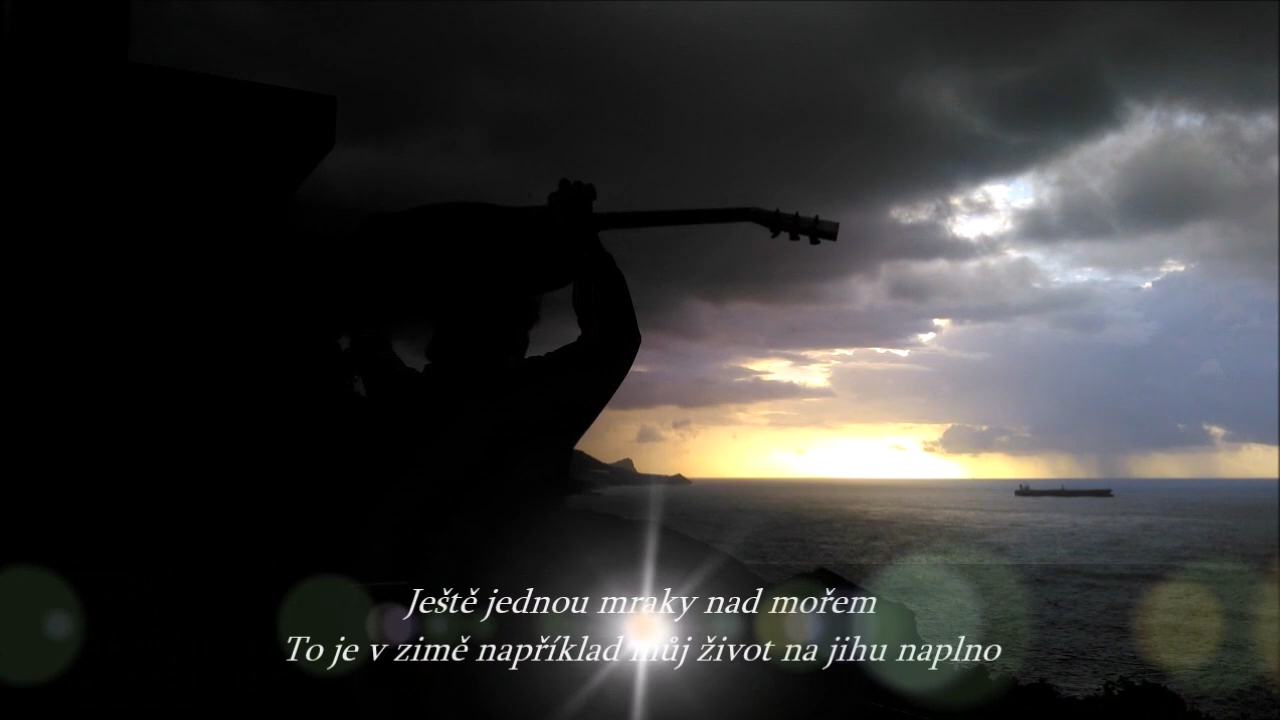 Ještě jednou mraky nad mořem
To je v zimě například můj život na jihu naplno